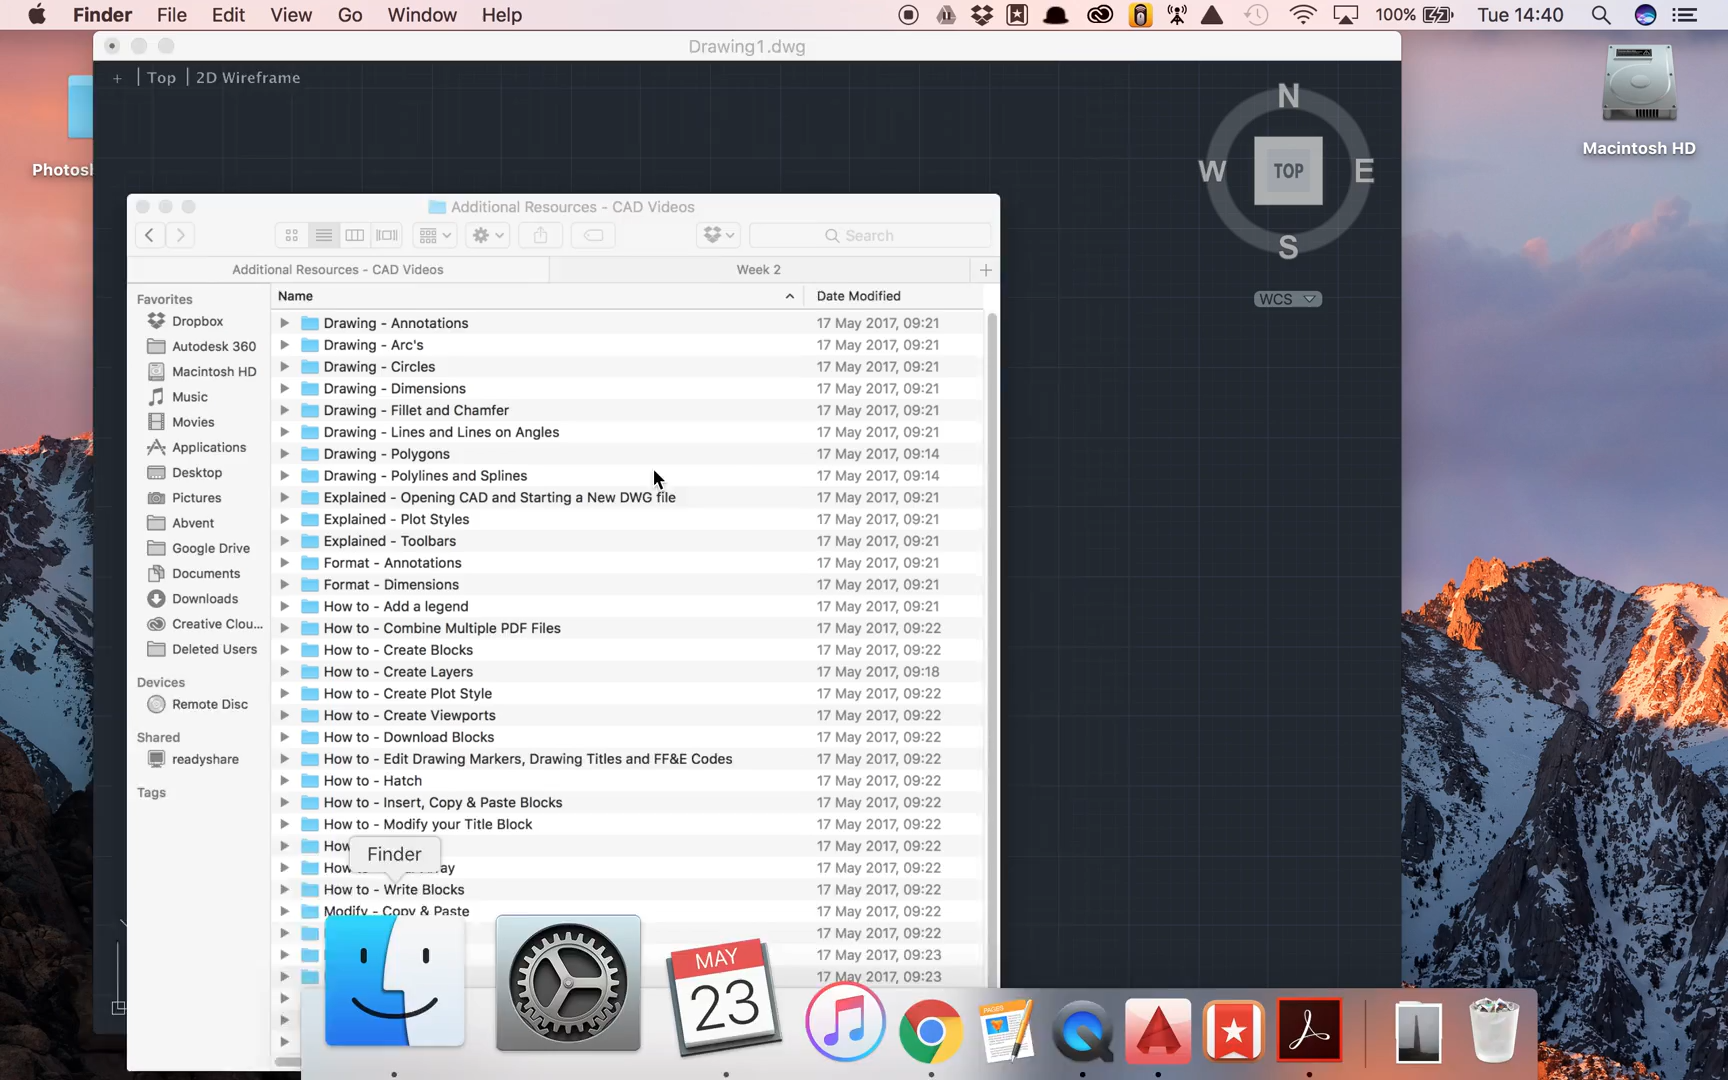 Finder File Edit View Go Window Help 100% Tue 14:40
Drawing1.dwg
+ | Top | 2D Wireframe
Photosh
Macintosh HD
N
W TOP E
S
WCS
Additional Resources - CAD Videos
Search
Additional Resources - CAD Videos Week 2 +
Name Date Modified
Favorites
Dropbox
Autodesk 360
Macintosh HD
Music
Movies
Applications
Desktop
Pictures
Abvent
Google Drive
Documents
Downloads
Creative Clou...
Deleted Users
Devices
Remote Disc
Shared
readyshare
Tags
Drawing - Annotations 17 May 2017, 09:21
Drawing - Arc's 17 May 2017, 09:21
Drawing - Circles 17 May 2017, 09:21
Drawing - Dimensions 17 May 2017, 09:21
Drawing - Fillet and Chamfer 17 May 2017, 09:21
Drawing - Lines and Lines on Angles 17 May 2017, 09:21
Drawing - Polygons 17 May 2017, 09:14
Drawing - Polylines and Splines 17 May 2017, 09:14
Explained - Opening CAD and Starting a New DWG file 17 May 2017, 09:21
Explained - Plot Styles 17 May 2017, 09:21
Explained - Toolbars 17 May 2017, 09:21
Format - Annotations 17 May 2017, 09:21
Format - Dimensions 17 May 2017, 09:21
How to - Add a legend 17 May 2017, 09:21
How to - Combine Multiple PDF Files 17 May 2017, 09:22
How to - Create Blocks 17 May 2017, 09:22
How to - Create Layers 17 May 2017, 09:18
How to - Create Plot Style 17 May 2017, 09:22
How to - Create Viewports 17 May 2017, 09:22
How to - Download Blocks 17 May 2017, 09:22
How to - Edit Drawing Markers, Drawing Titles and FF&E Codes 17 May 2017, 09:22
How to - Hatch 17 May 2017, 09:22
How to - Insert, Copy & Paste Blocks 17 May 2017, 09:22
How to - Modify your Title Block 17 May 2017, 09:22
How 17 May 2017, 09:22
Finder
How 17 May 2017, 09:22
How to - Write Blocks 17 May 2017, 09:22
Modify - Copy & Paste 17 May 2017, 09:22
17 May 2017, 09:22
17 May 2017, 09:23
17 May 2017, 09:23
MAY
23
PAGES